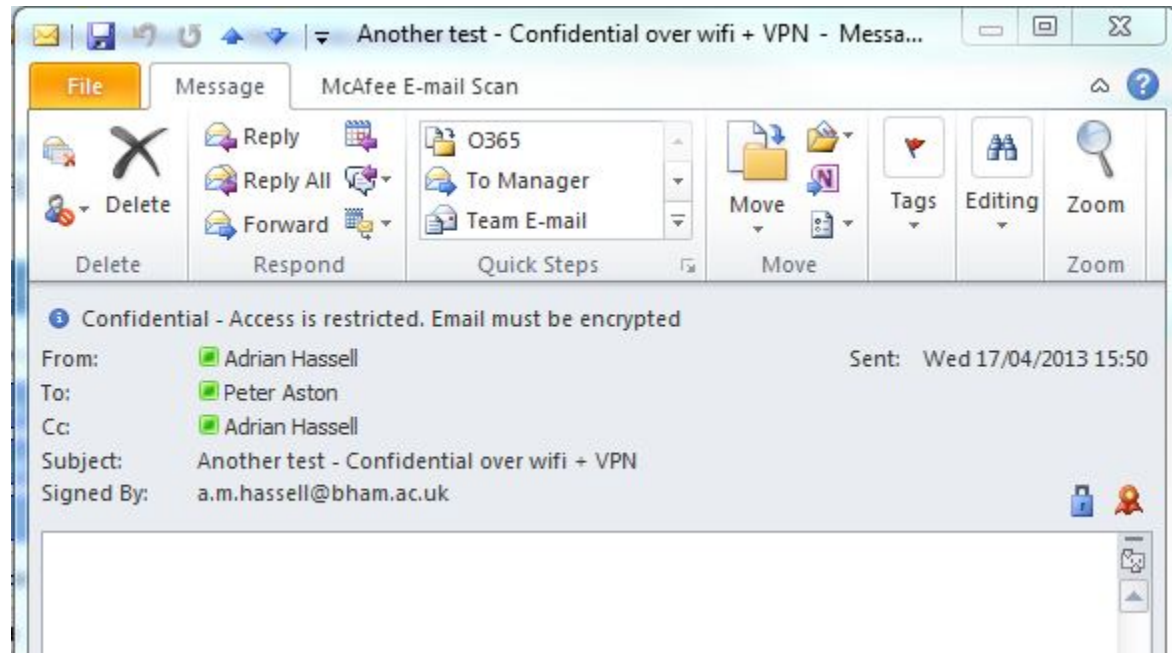 Another test - Confidential over wifi + VPN - Messa...
File Message McAfee E-mail Scan
Delete
Reply
Reply All
Forward
O365
To Manager
Team E-mail
Move
Tags
Editing
Zoom
Delete Respond Quick Steps Move Zoom
Confidential - Access is restricted. Email must be encrypted
From: Adrian Hassell Sent: Wed 17/04/2013 15:50
To: Peter Aston
Cc: Adrian Hassell
Subject: Another test - Confidential over wifi + VPN
Signed By: a.m.hassell@bham.ac.uk